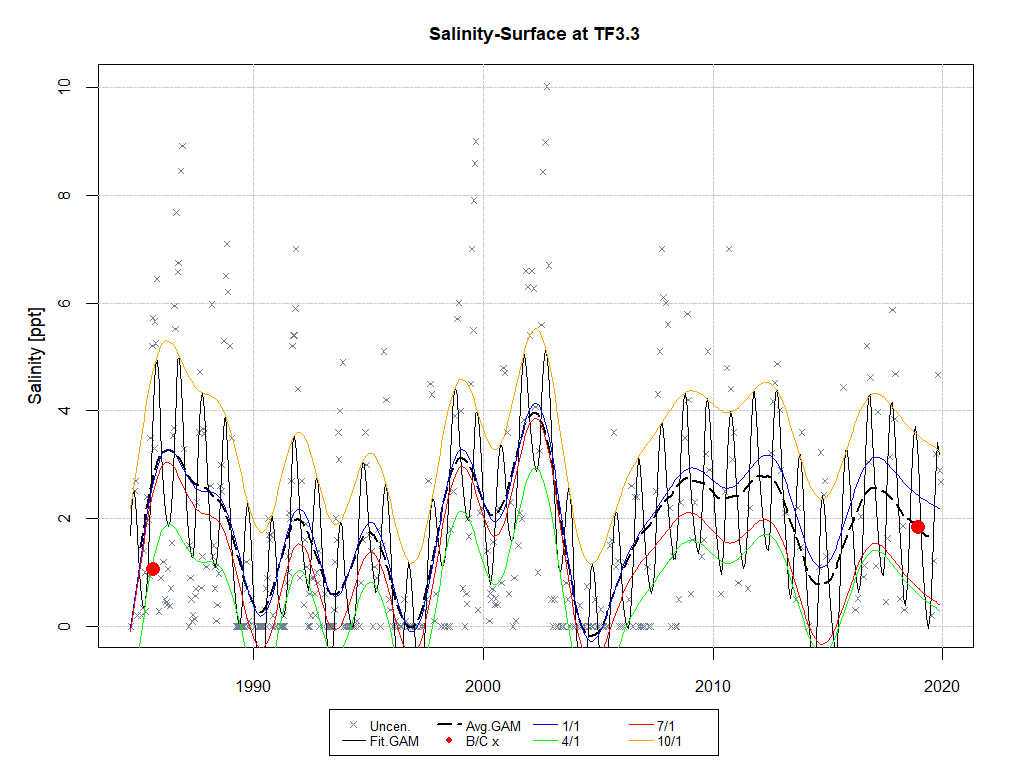 Salinity-Surface at TF3.3
Salinity [ppt]
10
8
6
4
2
0
1990 2000 2010 2020
Uncen. Avg.GAM 1/1 7/1
Fit.GAM B/C x 4/1 10/1